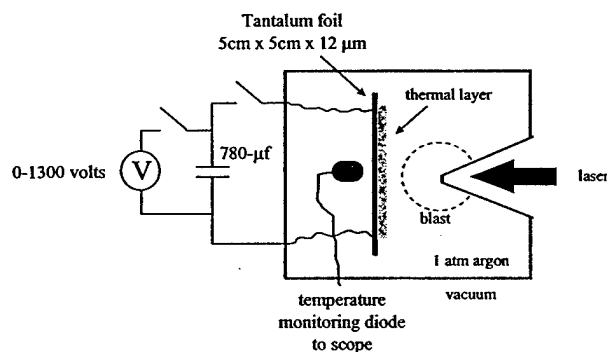 Tantalum foil
5cm x 5cm x 12 μm
thermal layer
780-μf
0-1300 volts
V
laser
blast
1 atm argon
vacuum
temperature
monitoring diode
to scope